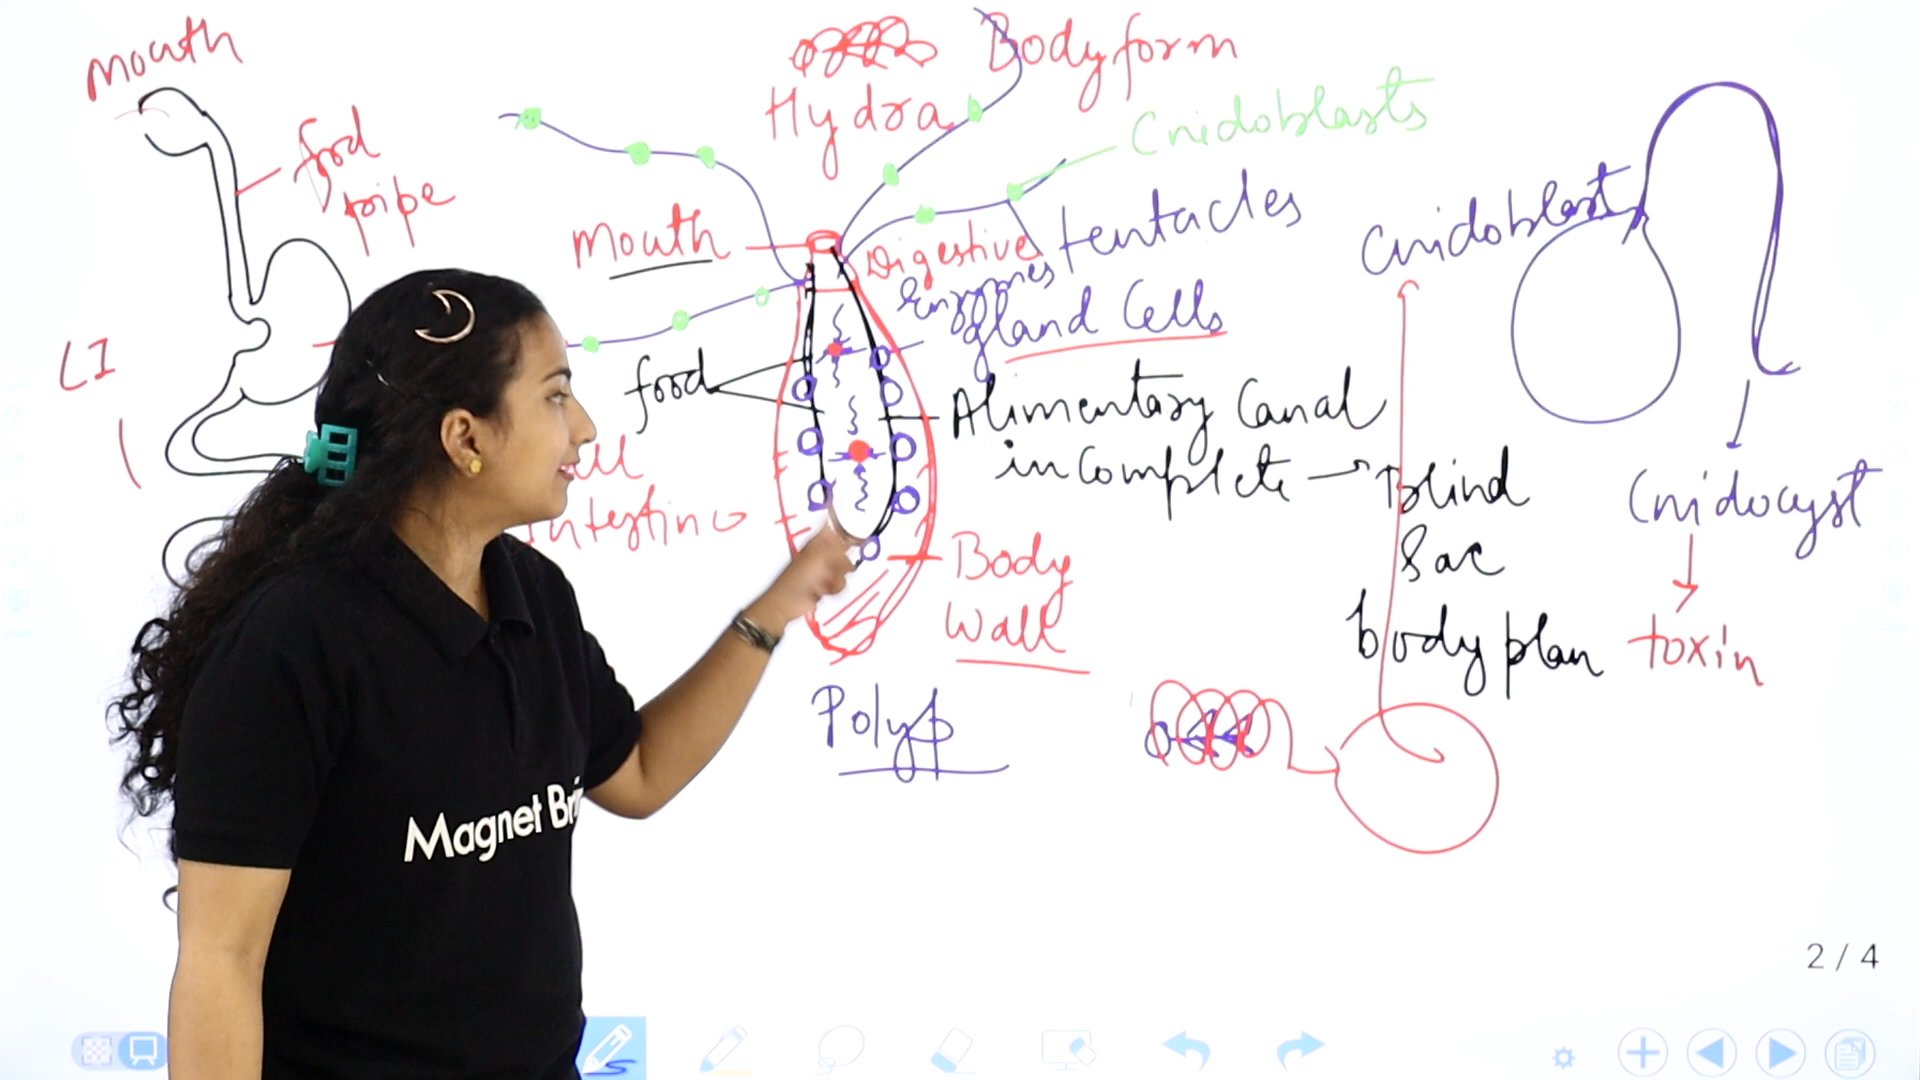 Mouth
food
pipe
LI
Intestine
Body form
Hydra
Cnidoblasts
tentacles
Mouth
Digestive
Enzymes
gland Cells
food
Alimentary Canal
incomplete → Blind
Sac
body plan
Body
Wall
Polyp
Cnidoblast
Cnidocyst
toxin
Magnet Br
2 / 4